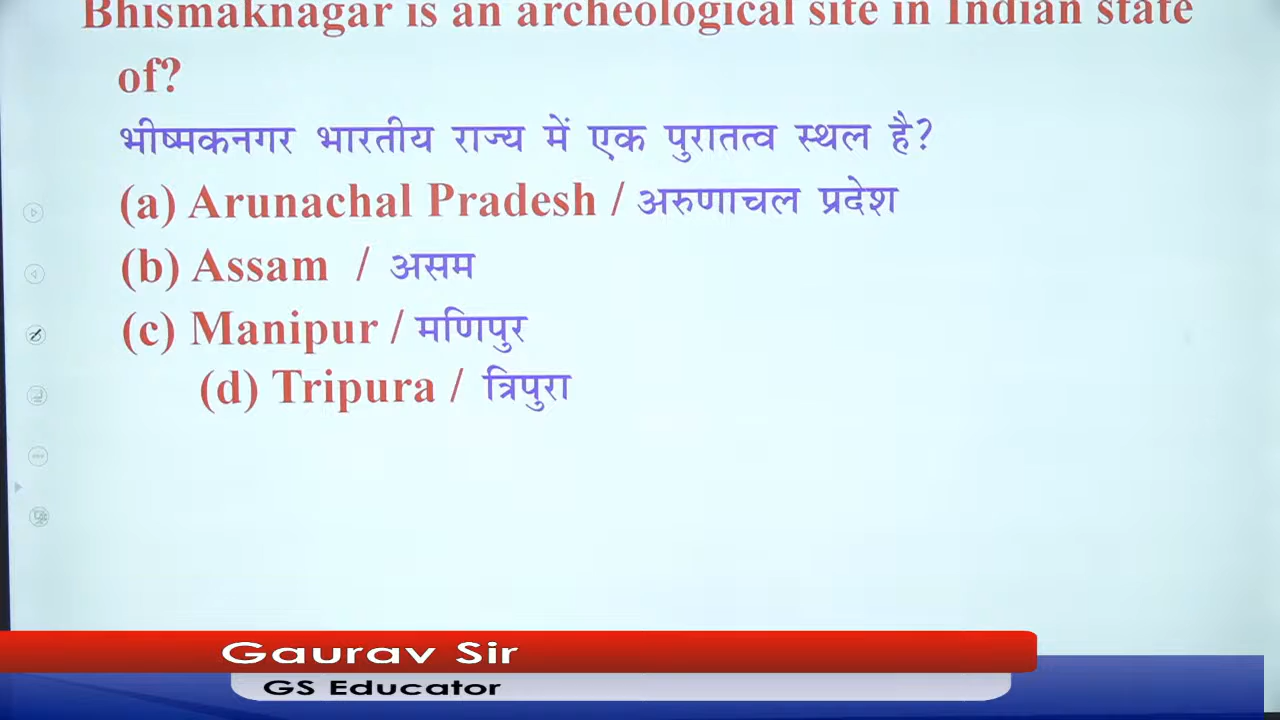 Bhismaknagar is an archeological site in Indian state
of?
भीष्मकनगर भारतीय राज्य में एक पुरातत्व स्थल है?
(a) Arunachal Pradesh / अरुणाचल प्रदेश
(b) Assam / असम
(c) Manipur / मणिपुर
(d) Tripura / त्रिपुरा
Gaurav Sir
GS Educator